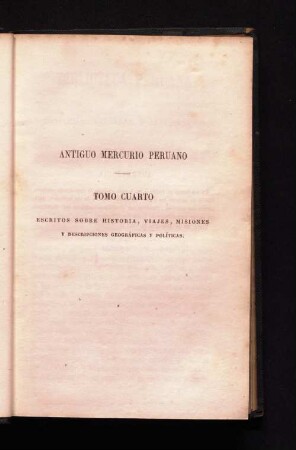 ANTIGUO MERCURIO PERUANO
TOMO CUARTO
ESCRITOS SOBRE HISTORIA, VIAJES, MISIONES
Y DESCRIPCIONES GEOGRÁFICAS Y POLÍTICAS.